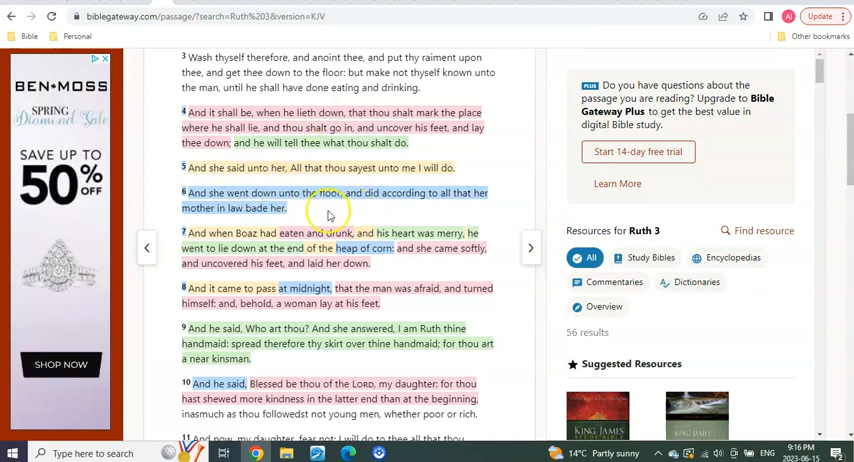 biblegateway.com/passage/?search=Ruth%203&version=KJV
Update
Bible
Personal
Other bookmarks
BEN•MOSS
SPRING
Diamond Sale
SAVE UP TO
50% OFF
SHOP NOW
3 Wash thyself therefore, and anoint thee, and put thy raiment upon
thee, and get thee down to the floor: but make not thyself known unto
the man, until he shall have done eating and drinking.
4 And it shall be, when he lieth down, that thou shalt mark the place
where he shall lie, and thou shalt go in, and uncover his feet, and lay
thee down; and he will tell thee what thou shalt do.
5 And she said unto her, All that thou sayest unto me I will do.
6 And she went down unto the floor, and did according to all that her
mother in law bade her.
7 And when Boaz had eaten and drunk, and his heart was merry, he
went to lie down at the end of the heap of corn: and she came softly,
and uncovered his feet, and laid her down.
8 And it came to pass at midnight, that the man was afraid, and turned
himself: and, behold, a woman lay at his feet.
9 And he said, Who art thou? And she answered, I am Ruth thine
handmaid: spread therefore thy skirt over thine handmaid; for thou art
a near kinsman.
10 And he said, Blessed be thou of the LORD, my daughter: for thou
hast shewed more kindness in the latter end than at the beginning,
inasmuch as thou followedst not young men, whether poor or rich.
11 And now, my daughter, fear not; I will do to thee all that thou
PLUS Do you have questions about the
passage you are reading? Upgrade to Bible
Gateway Plus to get the best value in
digital Bible study.
Start 14-day free trial
Learn More
Resources for Ruth 3
Find resource
All
Study Bibles
Encyclopedias
Commentaries
Dictionaries
Overview
56 results
Suggested Resources
KING JAMES
STUDY BIBLE
KING JAMES
Type here to search
14°C Partly sunny
ENG
9:16 PM
2023-06-15